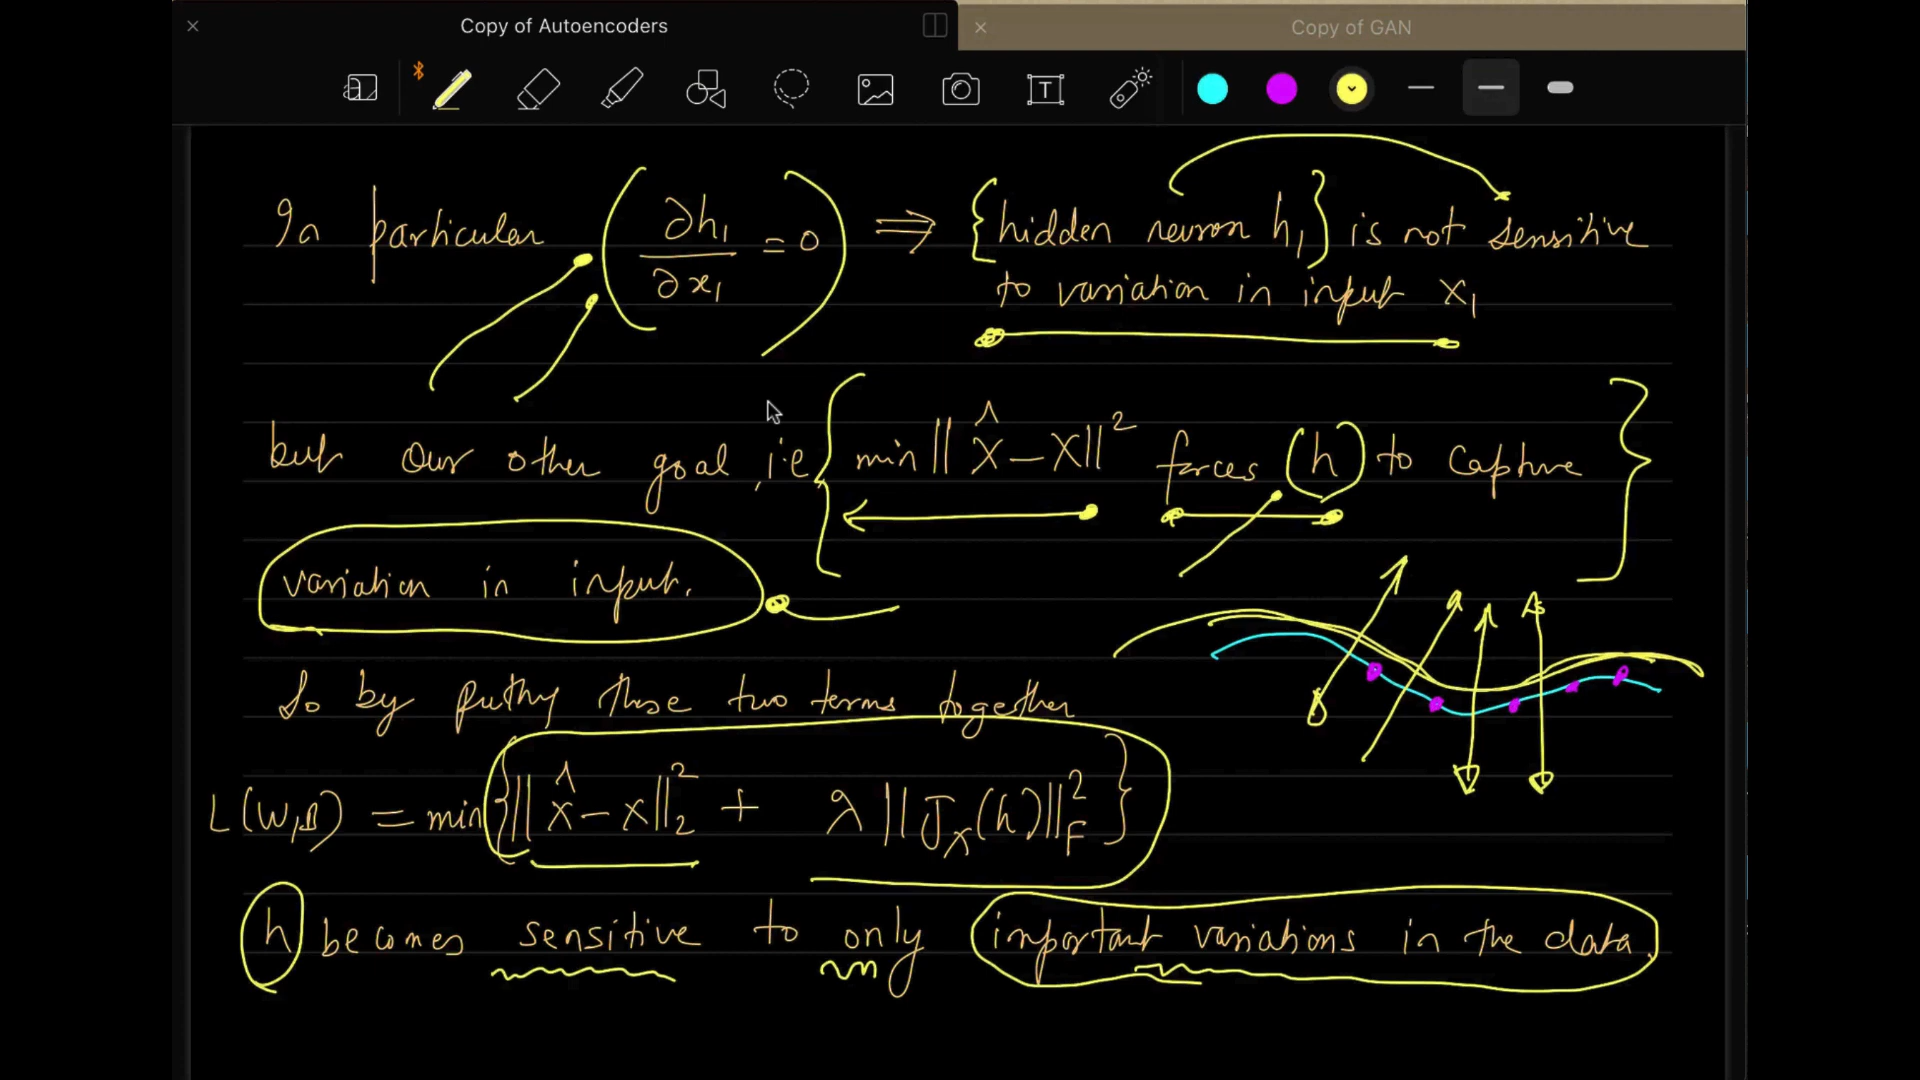 Copy of Autoencoders
Copy of GAN
In particular (∂h₁/∂x₁ = 0) ⇒ {hidden neuron h₁} is not sensitive
to variation in input x₁
but our other goal, i.e {min || X̂ – X||² forces (h) to capture}
variation in input.
So by putting these two terms together
L(W,B) = min {|| x̂ – x||₂² + λ ||J_X(h)||_F²}
h becomes sensitive to only important variations in the data.